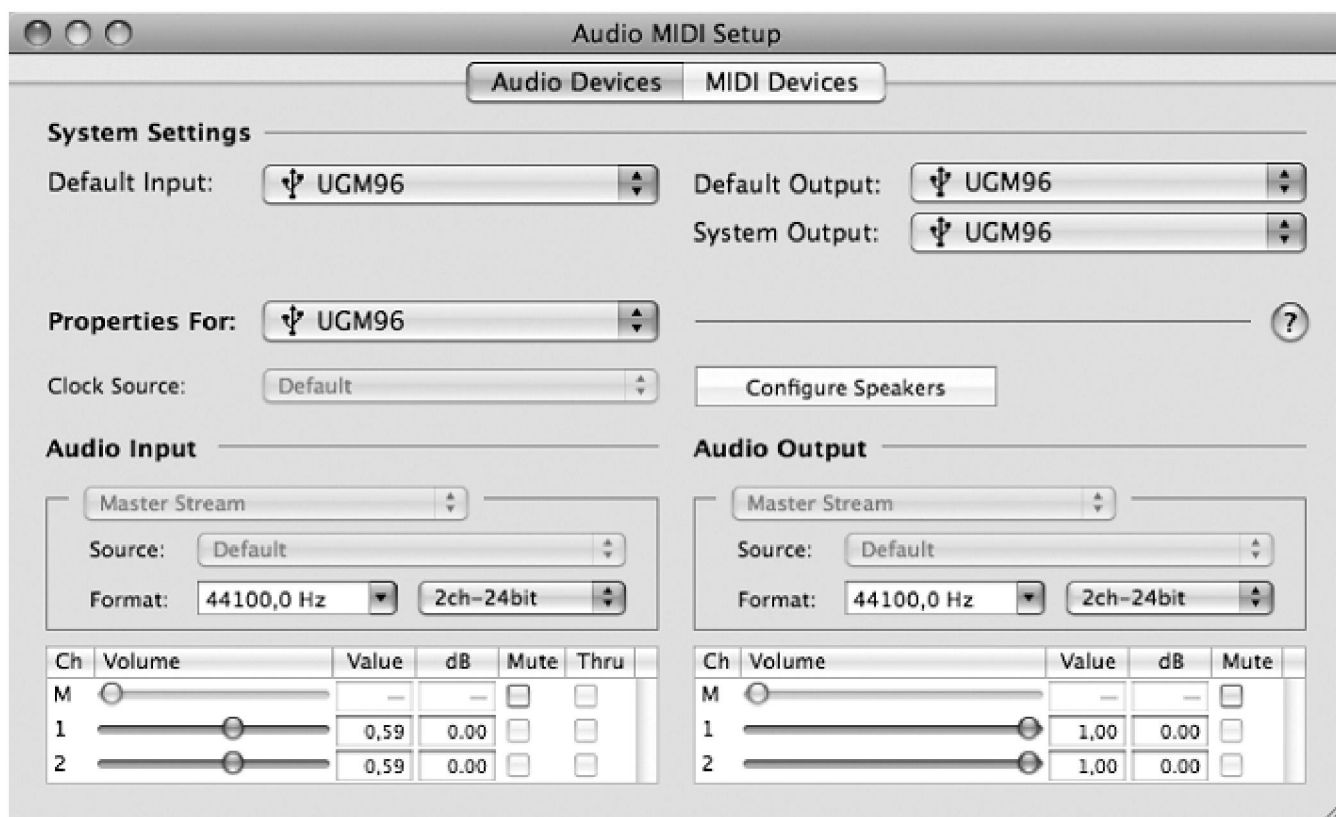 Audio MIDI Setup
Audio Devices MIDI Devices
System Settings
Default Input: UGM96
Default Output: UGM96
System Output: UGM96
Properties For: UGM96 ?
Clock Source: Default
Configure Speakers
Audio Input
Master Stream
Source: Default
Format: 44100,0 Hz 2ch-24bit
Ch Volume Value dB Mute Thru
M — —
1 0,59 0.00
2 0,59 0.00
Audio Output
Master Stream
Source: Default
Format: 44100,0 Hz 2ch-24bit
Ch Volume Value dB Mute
M — —
1 1,00 0.00
2 1,00 0.00